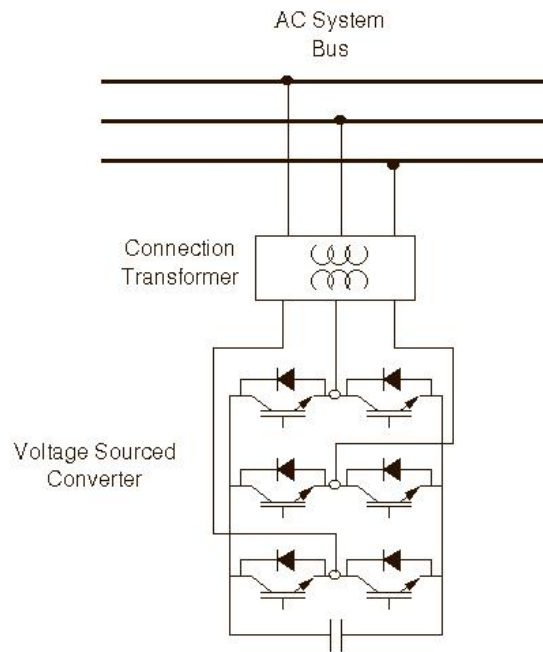 AC System
Bus
Connection
Transformer
Voltage Sourced
Converter